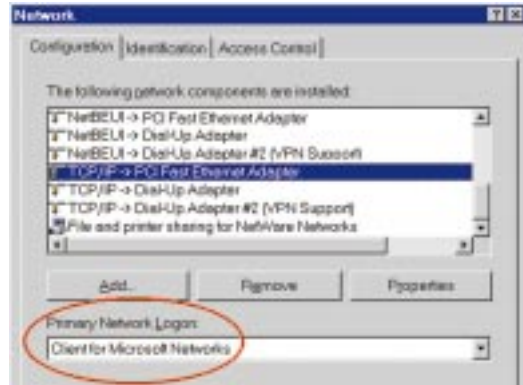 Network
? X
Configuration Identification Access Control
The following network components are installed:
NetBEUI -> PCI Fast Ethernet Adapter
NetBEUI -> Dial-Up Adapter
NetBEUI -> Dial-Up Adapter #2 (VPN Support)
TCP/IP -> PCI Fast Ethernet Adapter
TCP/IP -> Dial-Up Adapter
TCP/IP -> Dial-Up Adapter #2 (VPN Support)
File and printer sharing for NetWare Networks
Add... Remove Properties
Primary Network Logon:
Client for Microsoft Networks